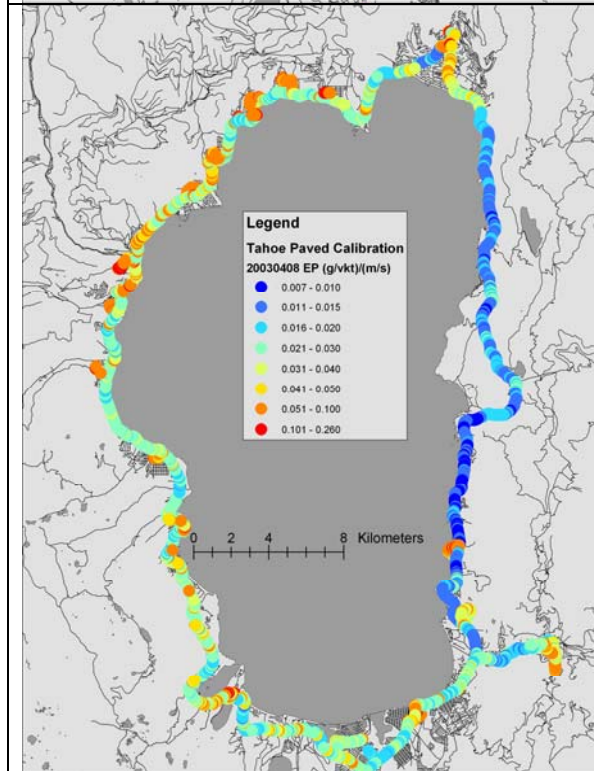 Legend
Tahoe Paved Calibration
20030408 EP (g/vkt)/(m/s)
0.007 - 0.010
0.011 - 0.015
0.016 - 0.020
0.021 - 0.030
0.031 - 0.040
0.041 - 0.050
0.051 - 0.100
0.101 - 0.260
0 2 4 8 Kilometers